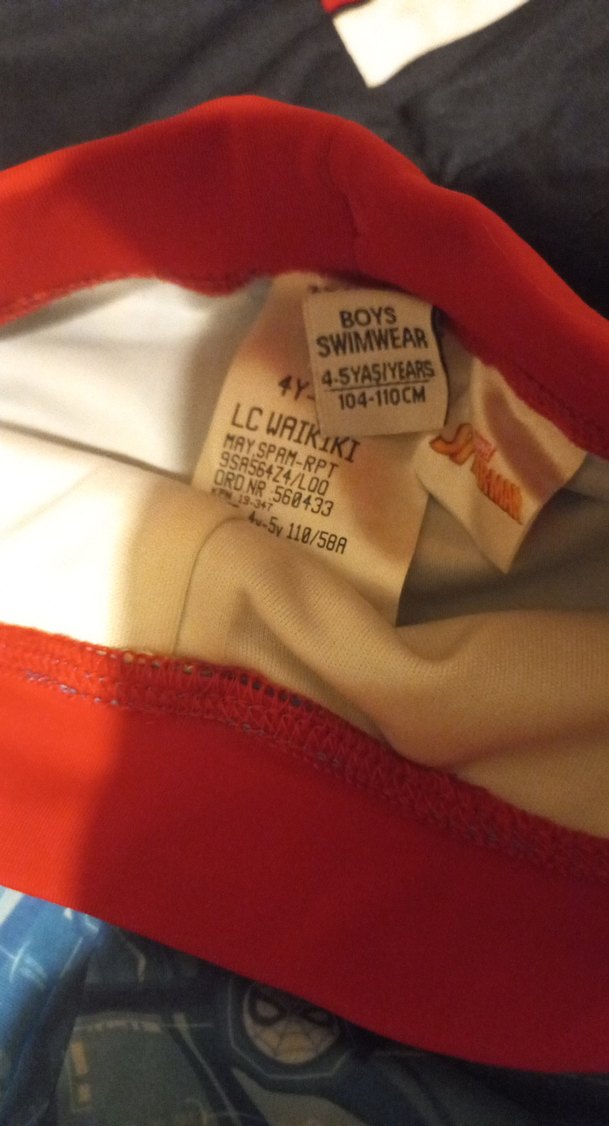 BOYS
SWIMWEAR
4-5YAŞ/YEARS
104-110CM
4Y-
LC WAIKIKI
MAY.SPAM-RPT
9SA564Z4/L00
ORD NR 560433
4y-5y 110/58A